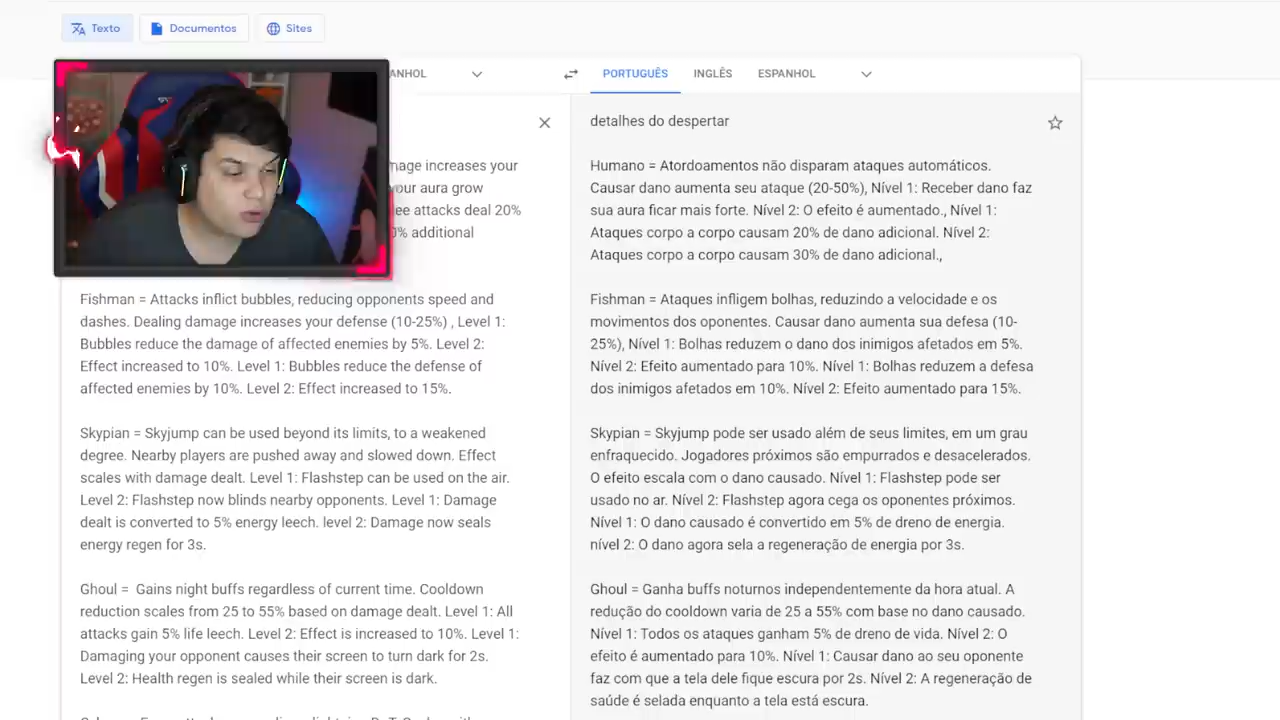 Texto
Documentos
Sites
ANHOL
PORTUGUÊS
INGLÊS
ESPANHOL
mage increases your
your aura grow
ee attacks deal 20%
0% additional
Fishman = Attacks inflict bubbles, reducing opponents speed and
dashes. Dealing damage increases your defense (10-25%) , Level 1:
Bubbles reduce the damage of affected enemies by 5%. Level 2:
Effect increased to 10%. Level 1: Bubbles reduce the defense of
affected enemies by 10%. Level 2: Effect increased to 15%.
Skypian = Skyjump can be used beyond its limits, to a weakened
degree. Nearby players are pushed away and slowed down. Effect
scales with damage dealt. Level 1: Flashstep can be used on the air.
Level 2: Flashstep now blinds nearby opponents. Level 1: Damage
dealt is converted to 5% energy leech. level 2: Damage now seals
energy regen for 3s.
Ghoul =  Gains night buffs regardless of current time. Cooldown
reduction scales from 25 to 55% based on damage dealt. Level 1: All
attacks gain 5% life leech. Level 2: Effect is increased to 10%. Level 1:
Damaging your opponent causes their screen to turn dark for 2s.
Level 2: Health regen is sealed while their screen is dark.
detalhes do despertar
Humano = Atordoamentos não disparam ataques automáticos.
Causar dano aumenta seu ataque (20-50%), Nível 1: Receber dano faz
sua aura ficar mais forte. Nível 2: O efeito é aumentado., Nível 1:
Ataques corpo a corpo causam 20% de dano adicional. Nível 2:
Ataques corpo a corpo causam 30% de dano adicional.,
Fishman = Ataques infligem bolhas, reduzindo a velocidade e os
movimentos dos oponentes. Causar dano aumenta sua defesa (10-
25%), Nível 1: Bolhas reduzem o dano dos inimigos afetados em 5%.
Nível 2: Efeito aumentado para 10%. Nível 1: Bolhas reduzem a defesa
dos inimigos afetados em 10%. Nível 2: Efeito aumentado para 15%.
Skypian = Skyjump pode ser usado além de seus limites, em um grau
enfraquecido. Jogadores próximos são empurrados e desacelerados.
O efeito escala com o dano causado. Nível 1: Flashstep pode ser
usado no ar. Nível 2: Flashstep agora cega os oponentes próximos.
Nível 1: O dano causado é convertido em 5% de dreno de energia.
nível 2: O dano agora sela a regeneração de energia por 3s.
Ghoul = Ganha buffs noturnos independentemente da hora atual. A
redução do cooldown varia de 25 a 55% com base no dano causado.
Nível 1: Todos os ataques ganham 5% de dreno de vida. Nível 2: O
efeito é aumentado para 10%. Nível 1: Causar dano ao seu oponente
faz com que a tela dele fique escura por 2s. Nível 2: A regeneração de
saúde é selada enquanto a tela está escura.